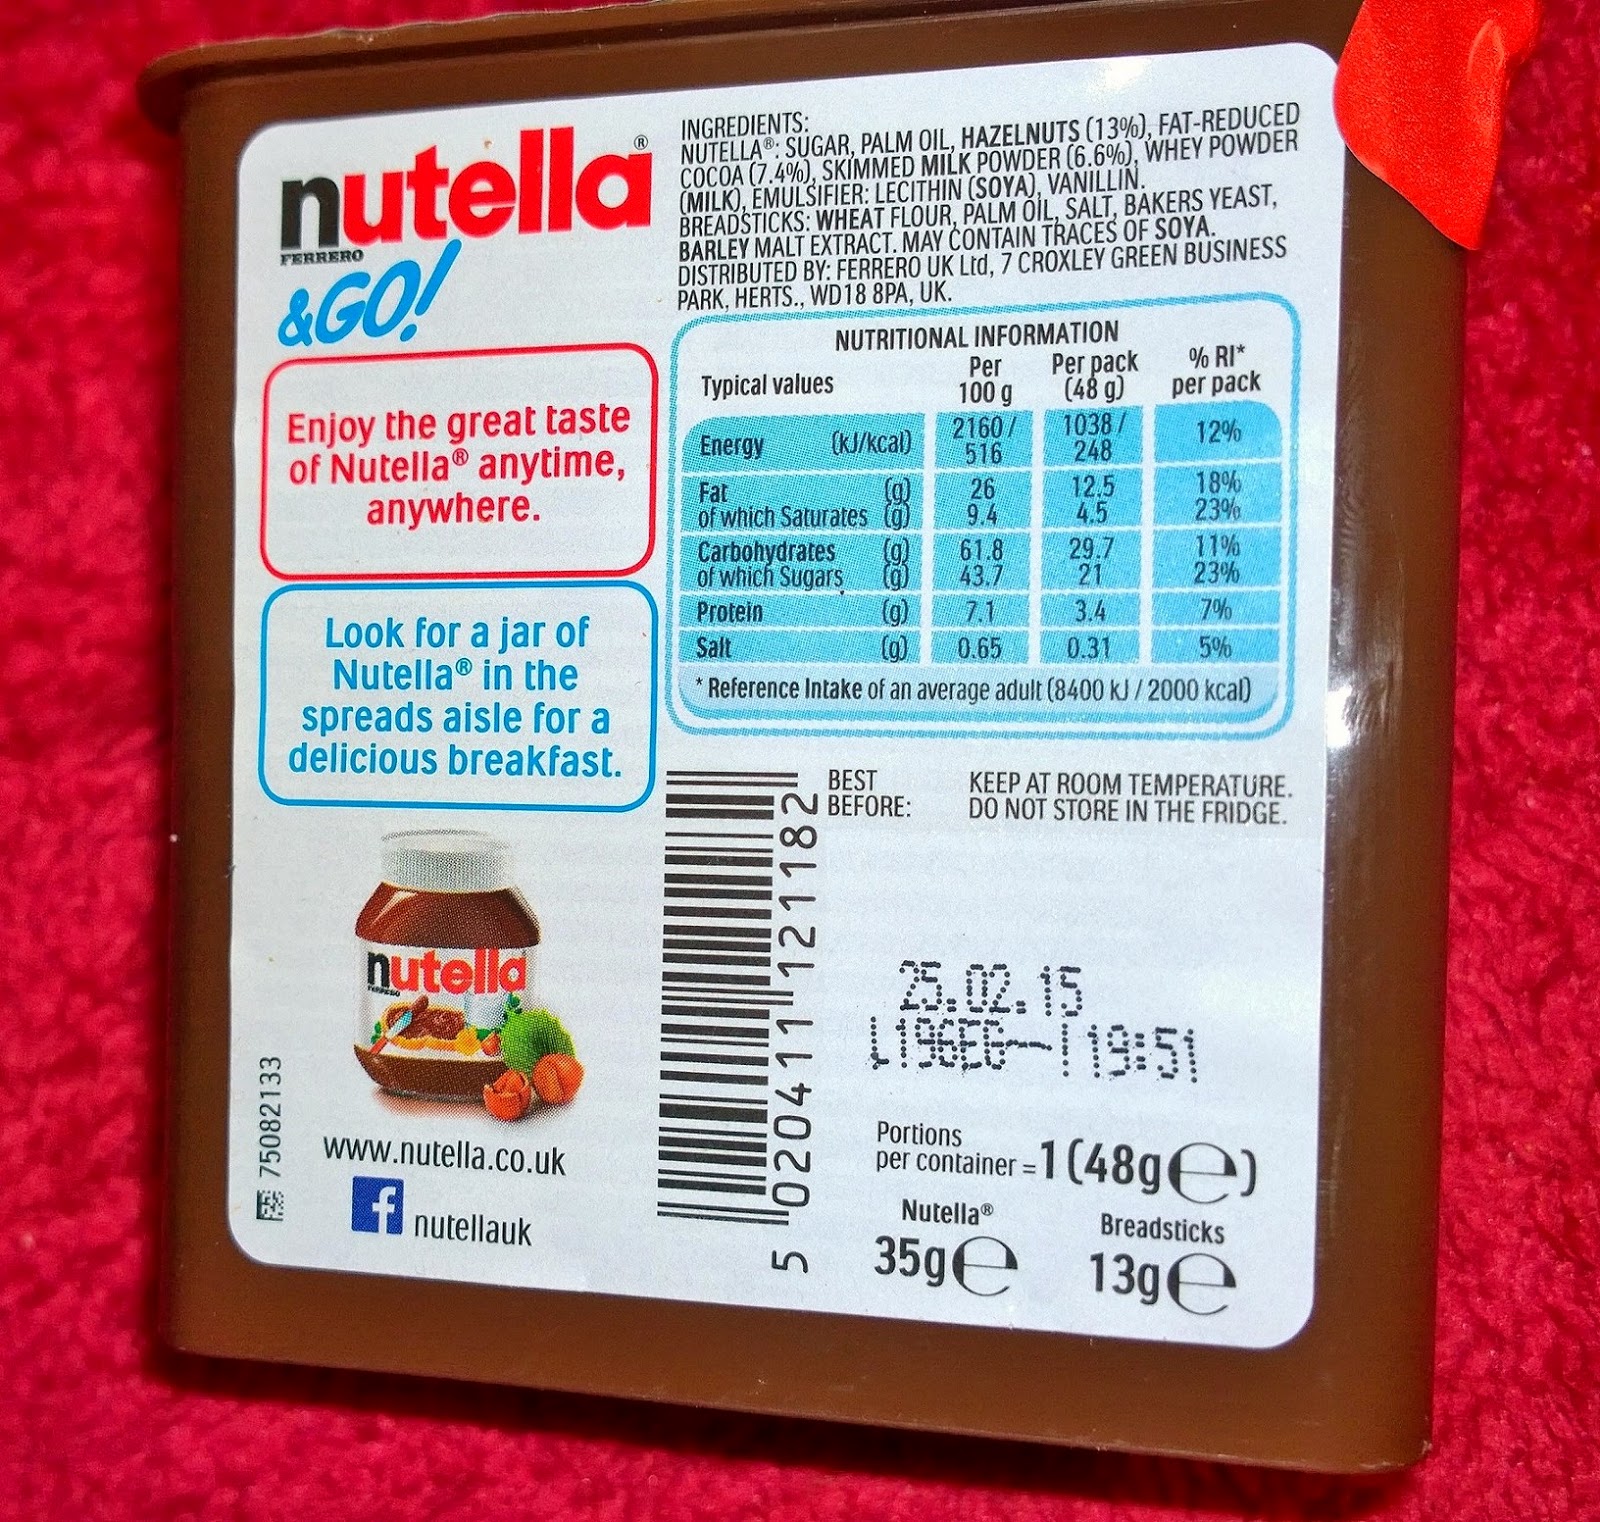 nutella®
FERRERO
&GO!
Enjoy the great taste
of Nutella® anytime,
anywhere.
Look for a jar of
Nutella® in the
spreads aisle for a
delicious breakfast.
nutella
FERRERO
75082133
www.nutella.co.uk
f nutellauk
INGREDIENTS:
NUTELLA®: SUGAR, PALM OIL, HAZELNUTS (13%), FAT-REDUCED
COCOA (7.4%), SKIMMED MILK POWDER (6.6%), WHEY POWDER
(MILK), EMULSIFIER: LECITHIN (SOYA), VANILLIN.
BREADSTICKS: WHEAT FLOUR, PALM OIL, SALT, BAKERS YEAST,
BARLEY MALT EXTRACT. MAY CONTAIN TRACES OF SOYA.
DISTRIBUTED BY: FERRERO UK Ltd, 7 CROXLEY GREEN BUSINESS
PARK, HERTS., WD18 8PA, UK.
NUTRITIONAL INFORMATION
Typical values Per 100 g Per pack (48 g) % RI* per pack
Energy (kJ/kcal) 2160 / 516 1038 / 248 12%
Fat (g) 26 12.5 18%
of which Saturates (g) 9.4 4.5 23%
Carbohydrates (g) 61.8 29.7 11%
of which Sugars (g) 43.7 21 23%
Protein (g) 7.1 3.4 7%
Salt (g) 0.65 0.31 5%
* Reference Intake of an average adult (8400 kJ / 2000 kcal)
5 020411 121182
BEST
BEFORE:
KEEP AT ROOM TEMPERATURE.
DO NOT STORE IN THE FRIDGE.
25.02.15
L196EG-1 19:51
Portions
per container = 1 (48g℮)
Nutella®
35g℮
Breadsticks
13g℮